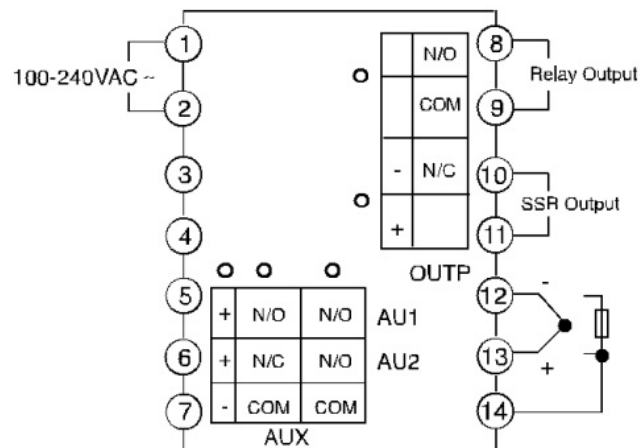 1
100-240VAC ~
2
3
4
5
6
7
8
N/O
Relay Output
COM
9
- N/C
10
SSR Output
+
11
OUTP
12
-
13
+
14
+ N/O N/O AU1
+ N/C N/O AU2
- COM COM
AUX